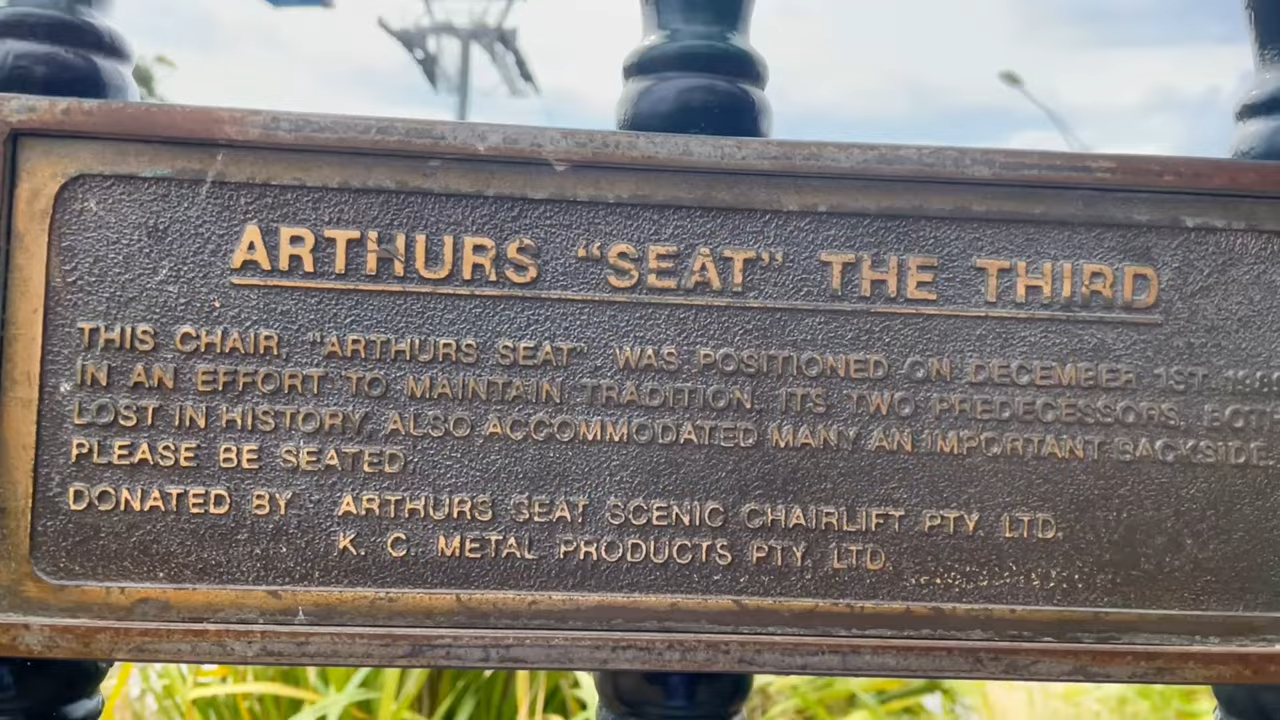 ARTHURS "SEAT" THE THIRD
THIS CHAIR, "ARTHURS SEAT", WAS POSITIONED ON DECEMBER 1ST
IN AN EFFORT TO MAINTAIN TRADITION. ITS TWO PREDECESSORS, BOTH
LOST IN HISTORY, ALSO ACCOMMODATED MANY AN IMPORTANT BACKSIDE.
PLEASE BE SEATED.
DONATED BY ARTHURS SEAT SCENIC CHAIRLIFT PTY. LTD.
K. C. METAL PRODUCTS PTY. LTD.